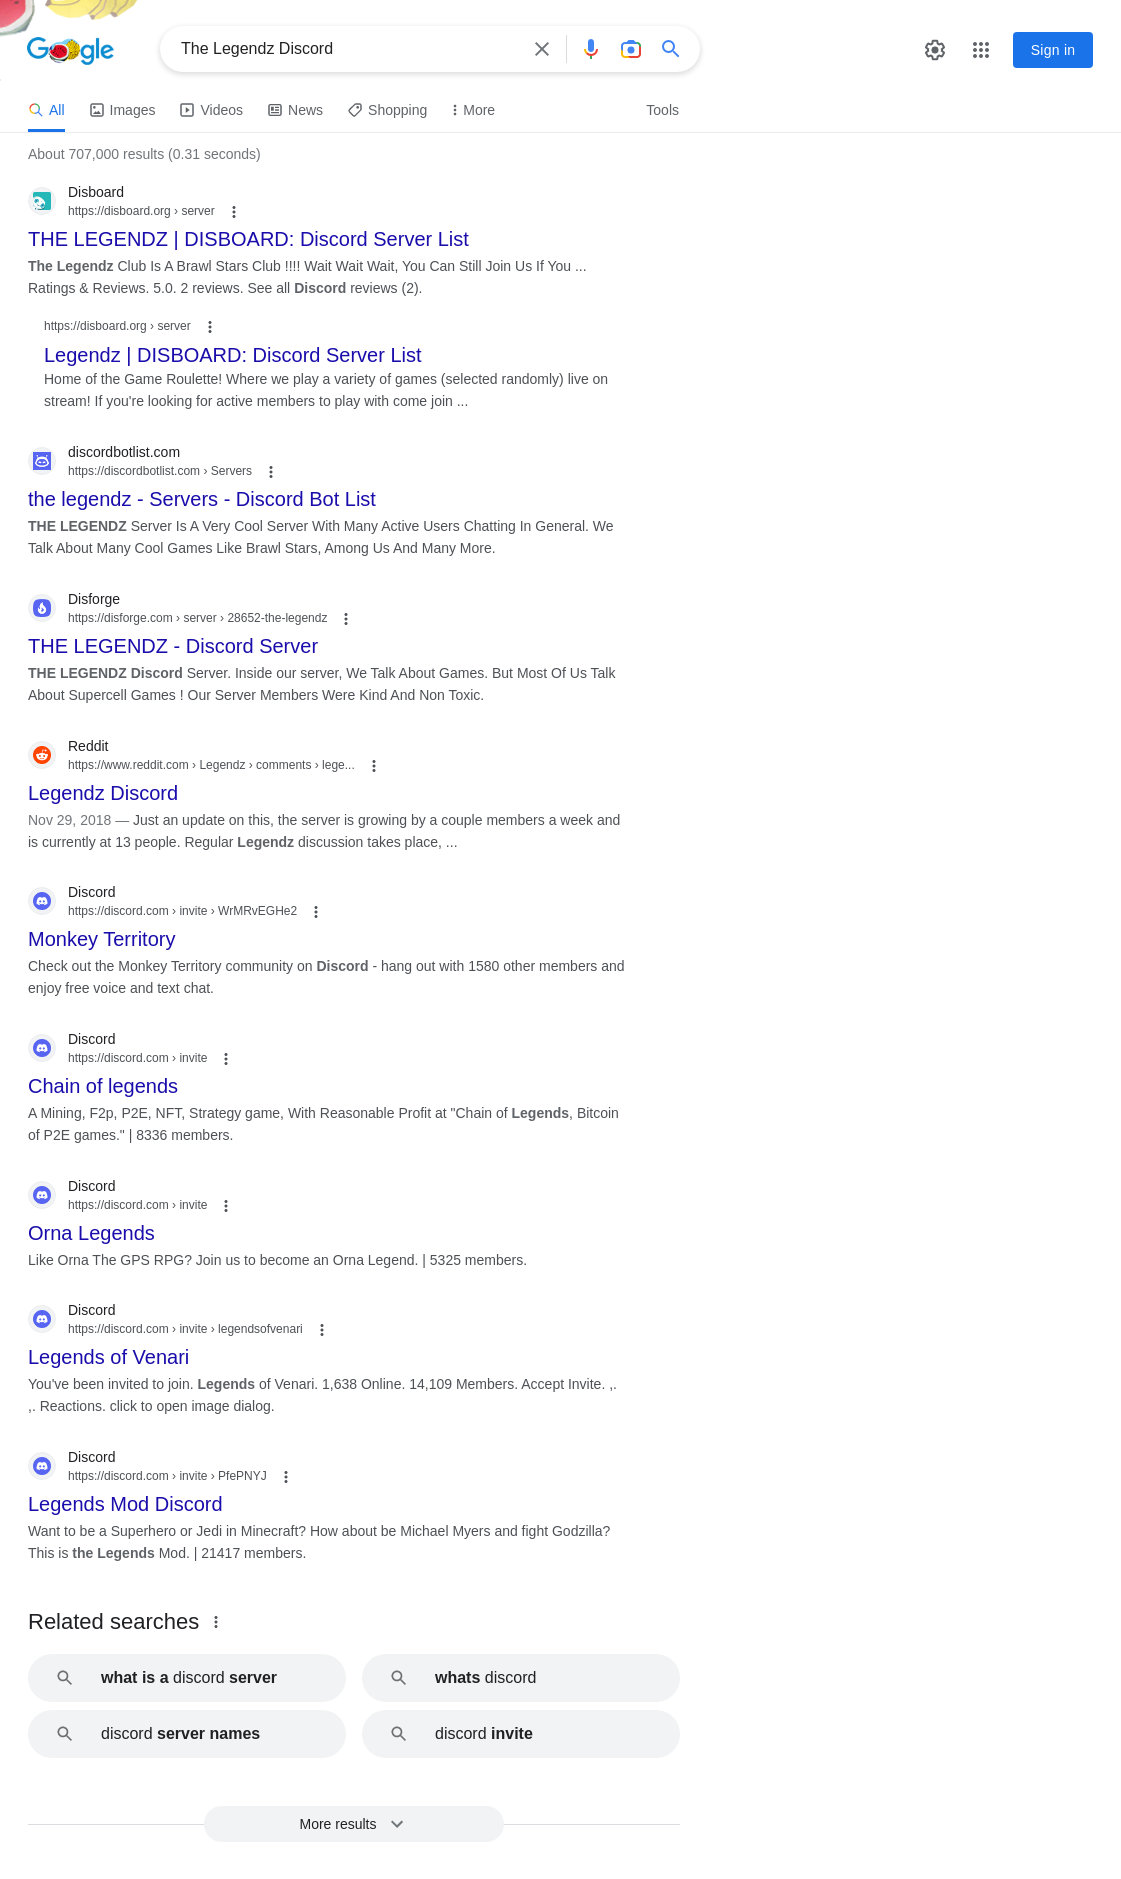 Google
The Legendz Discord
Sign in
All
Images
Videos
News
Shopping
More
Tools
About 707,000 results (0.31 seconds)
Disboard
https://disboard.org › server
THE LEGENDZ | DISBOARD: Discord Server List
The Legendz Club Is A Brawl Stars Club !!!! Wait Wait Wait, You Can Still Join Us If You ...
Ratings & Reviews. 5.0. 2 reviews. See all Discord reviews (2).
https://disboard.org › server
Legendz | DISBOARD: Discord Server List
Home of the Game Roulette! Where we play a variety of games (selected randomly) live on
stream! If you're looking for active members to play with come join ...
discordbotlist.com
https://discordbotlist.com › Servers
the legendz - Servers - Discord Bot List
THE LEGENDZ Server Is A Very Cool Server With Many Active Users Chatting In General. We
Talk About Many Cool Games Like Brawl Stars, Among Us And Many More.
Disforge
https://disforge.com › server › 28652-the-legendz
THE LEGENDZ - Discord Server
THE LEGENDZ Discord Server. Inside our server, We Talk About Games. But Most Of Us Talk
About Supercell Games ! Our Server Members Were Kind And Non Toxic.
Reddit
https://www.reddit.com › Legendz › comments › lege...
Legendz Discord
Nov 29, 2018 — Just an update on this, the server is growing by a couple members a week and
is currently at 13 people. Regular Legendz discussion takes place, ...
Discord
https://discord.com › invite › WrMRvEGHe2
Monkey Territory
Check out the Monkey Territory community on Discord - hang out with 1580 other members and
enjoy free voice and text chat.
Discord
https://discord.com › invite
Chain of legends
A Mining, F2p, P2E, NFT, Strategy game, With Reasonable Profit at "Chain of Legends, Bitcoin
of P2E games." | 8336 members.
Discord
https://discord.com › invite
Orna Legends
Like Orna The GPS RPG? Join us to become an Orna Legend. | 5325 members.
Discord
https://discord.com › invite › legendsofvenari
Legends of Venari
You've been invited to join. Legends of Venari. 1,638 Online. 14,109 Members. Accept Invite. ,.
,. Reactions. click to open image dialog.
Discord
https://discord.com › invite › PfePNYJ
Legends Mod Discord
Want to be a Superhero or Jedi in Minecraft? How about be Michael Myers and fight Godzilla?
This is the Legends Mod. | 21417 members.
Related searches
what is a discord server
whats discord
discord server names
discord invite
More results